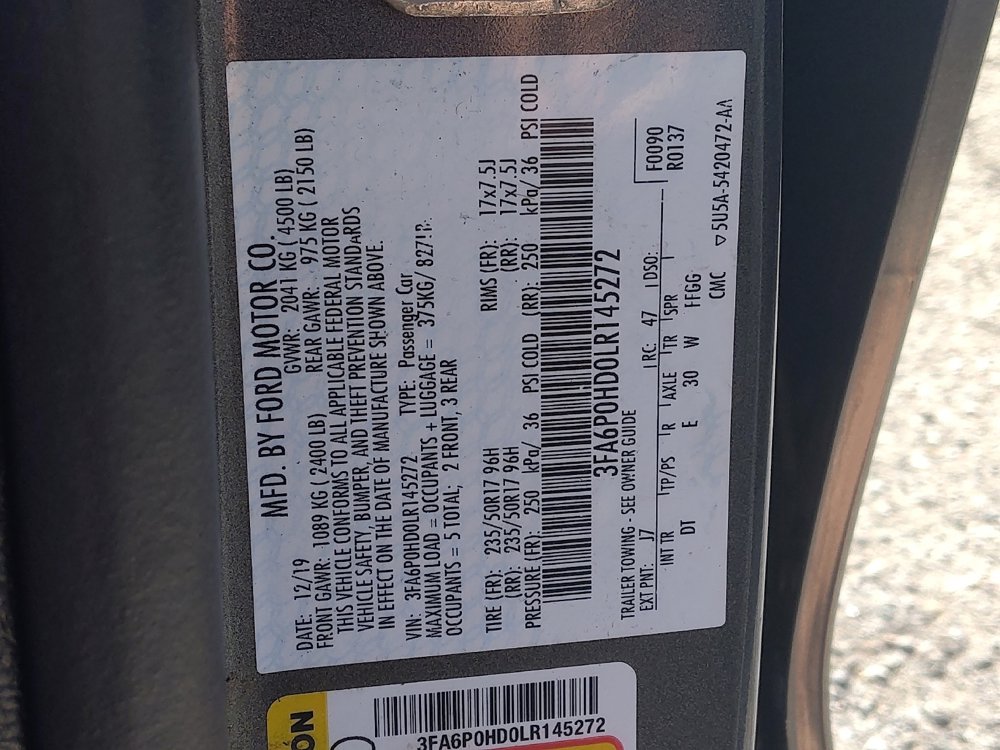 MFD. BY FORD MOTOR CO.
DATE: 12/19 GVWR: 2041 KG ( 4500 LB)
FRONT GAWR: 1089 KG ( 2400 LB) REAR GAWR: 975 KG ( 2150 LB)
THIS VEHICLE CONFORMS TO ALL APPLICABLE FEDERAL MOTOR
VEHICLE SAFETY, BUMPER, AND THEFT PREVENTION STANDARDS
IN EFFECT ON THE DATE OF MANUFACTURE SHOWN ABOVE.
VIN: 3FA6P0HD0LR145272 TYPE: Passenger Car
MAXIMUM LOAD = OCCUPANTS + LUGGAGE = 375KG/ 827LB.
OCCUPANTS = 5 TOTAL, 2 FRONT, 3 REAR
TIRE (FR): 235/50R17 96H RIMS (FR): 17x7.5J
(RR): 235/50R17 96H (RR): 17x7.5J
PRESSURE (FR): 250 kPa/ 36 PSI COLD (RR): 250 kPa/ 36 PSI COLD
3FA6P0HD0LR145272
TRAILER TOWING - SEE OWNER GUIDE F0090
EXT PNT: J7 RC: 47 DSO: R0137
INT TR TP/PS R AXLE TR SPR
DT E 30 W FFGG
CMC ▽5U5A-5420472-AA
ON
3FA6P0HD0LR145272